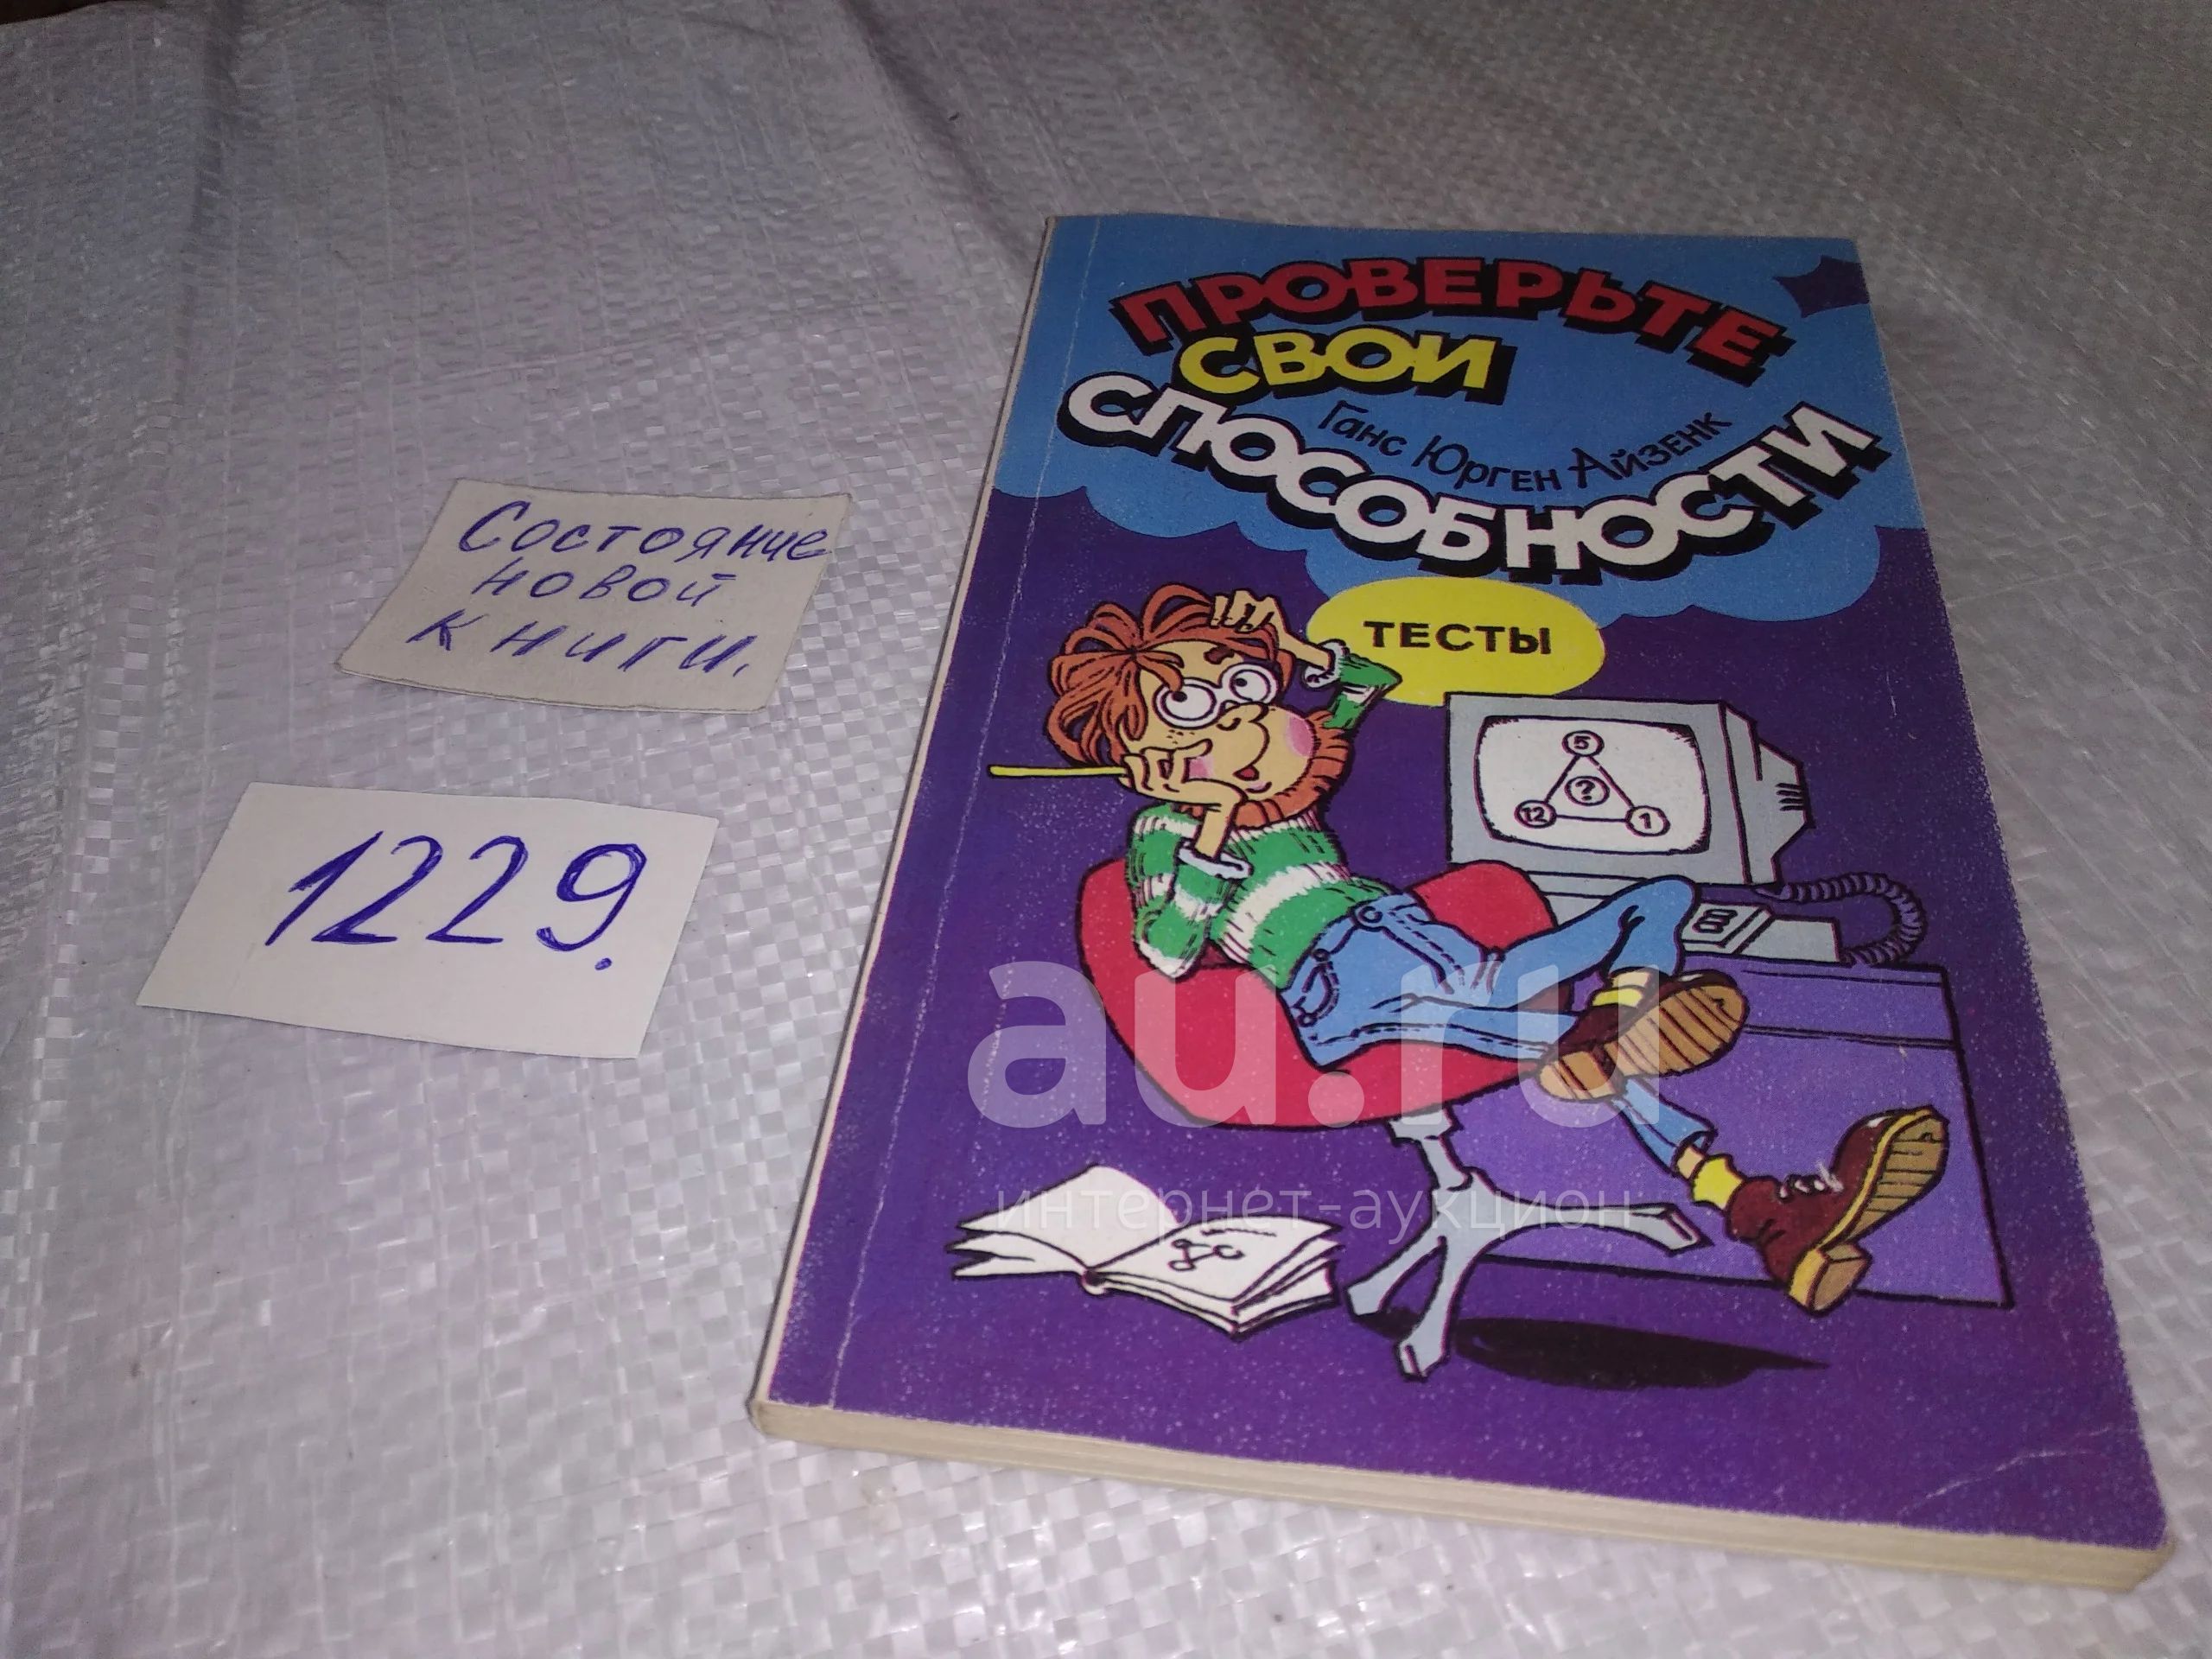 ПРОВЕРЬТЕ
СВОИ
Ганс Юрген Айзенк
СПОСОБНОСТИ
ТЕСТЫ
5
?
12 1
Состояние
новой
книги.
1229.
au.ru
интернет-аукцион